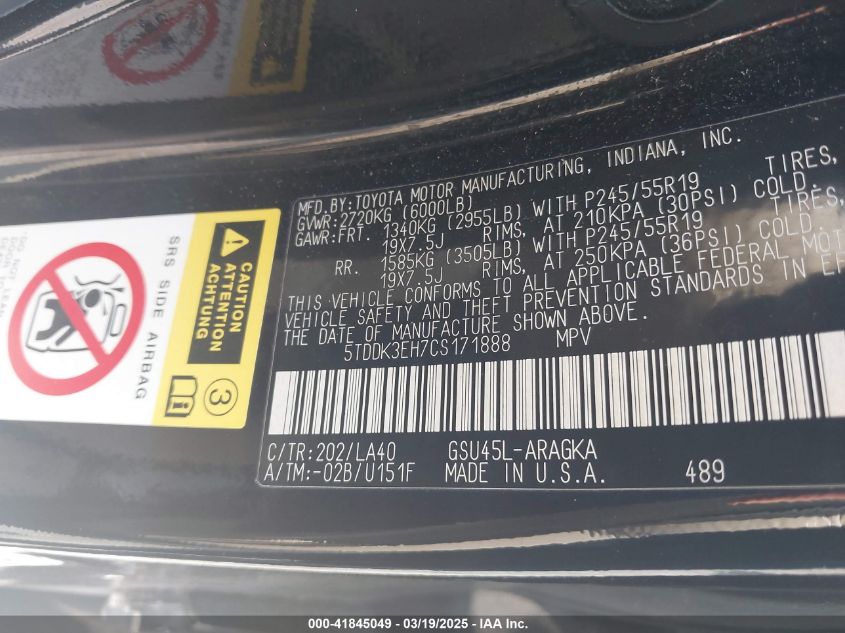 MFD.BY:TOYOTA MOTOR MANUFACTURING, INDIANA, INC.
GVWR:2720KG (6000LB)
GAWR:FRT. 1340KG (2955LB) WITH P245/55R19 TIRES,
19X7.5J RIMS, AT 210KPA (30PSI) COLD.
RR. 1585KG (3505LB) WITH P245/55R19 TIRES,
19X7.5J RIMS, AT 250KPA (36PSI) COLD.
THIS VEHICLE CONFORMS TO ALL APPLICABLE FEDERAL MOT
VEHICLE SAFETY AND THEFT PREVENTION STANDARDS IN EF
THE DATE OF MANUFACTURE SHOWN ABOVE.
5TDDK3EH7CS171888 MPV
C/TR:202/LA40 GSU45L-ARAGKA
A/TM:-02B/U151F MADE IN U.S.A. 489
SRS SIDE AIRBAG
CAUTION
ATTENTION
ACHTUNG
3
000-41845049 - 03/19/2025 - IAA Inc.